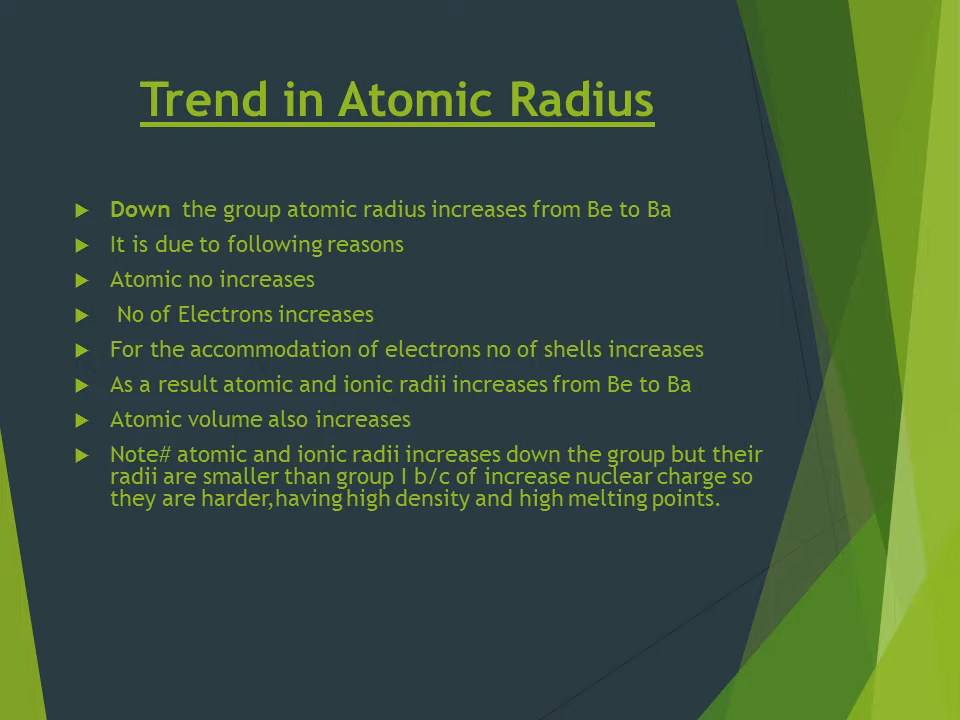 Trend in Atomic Radius
Down the group atomic radius increases from Be to Ba
It is due to following reasons
Atomic no increases
No of Electrons increases
For the accommodation of electrons no of shells increases
As a result atomic and ionic radii increases from Be to Ba
Atomic volume also increases
Note# atomic and ionic radii increases down the group but their
radii are smaller than group I b/c of increase nuclear charge so
they are harder,having high density and high melting points.